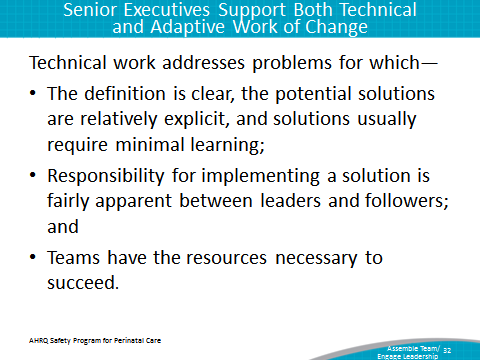 Senior Executives Support Both Technical
and Adaptive Work of Change
Technical work addresses problems for which—
• The definition is clear, the potential solutions
are relatively explicit, and solutions usually
require minimal learning;
• Responsibility for implementing a solution is
fairly apparent between leaders and followers;
and
• Teams have the resources necessary to
succeed.
AHRQ Safety Program for Perinatal Care
Assemble Team/
Engage Leadership
32